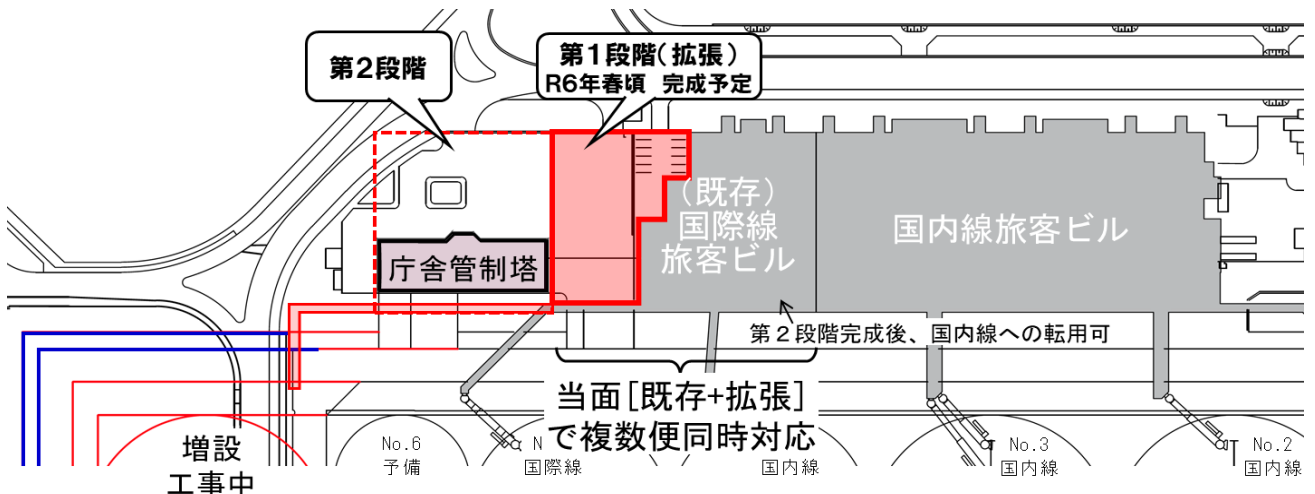 第2段階
第1段階(拡張)
R6年春頃 完成予定
(既存)
国際線
旅客ビル
国内線旅客ビル
庁舎管制塔
第2段階完成後、国内線への転用可
当面[既存+拡張]
で複数便同時対応
増設
工事中
No.6
予備
N
国際線
国内線
No.3
国内線
No.2
国内線